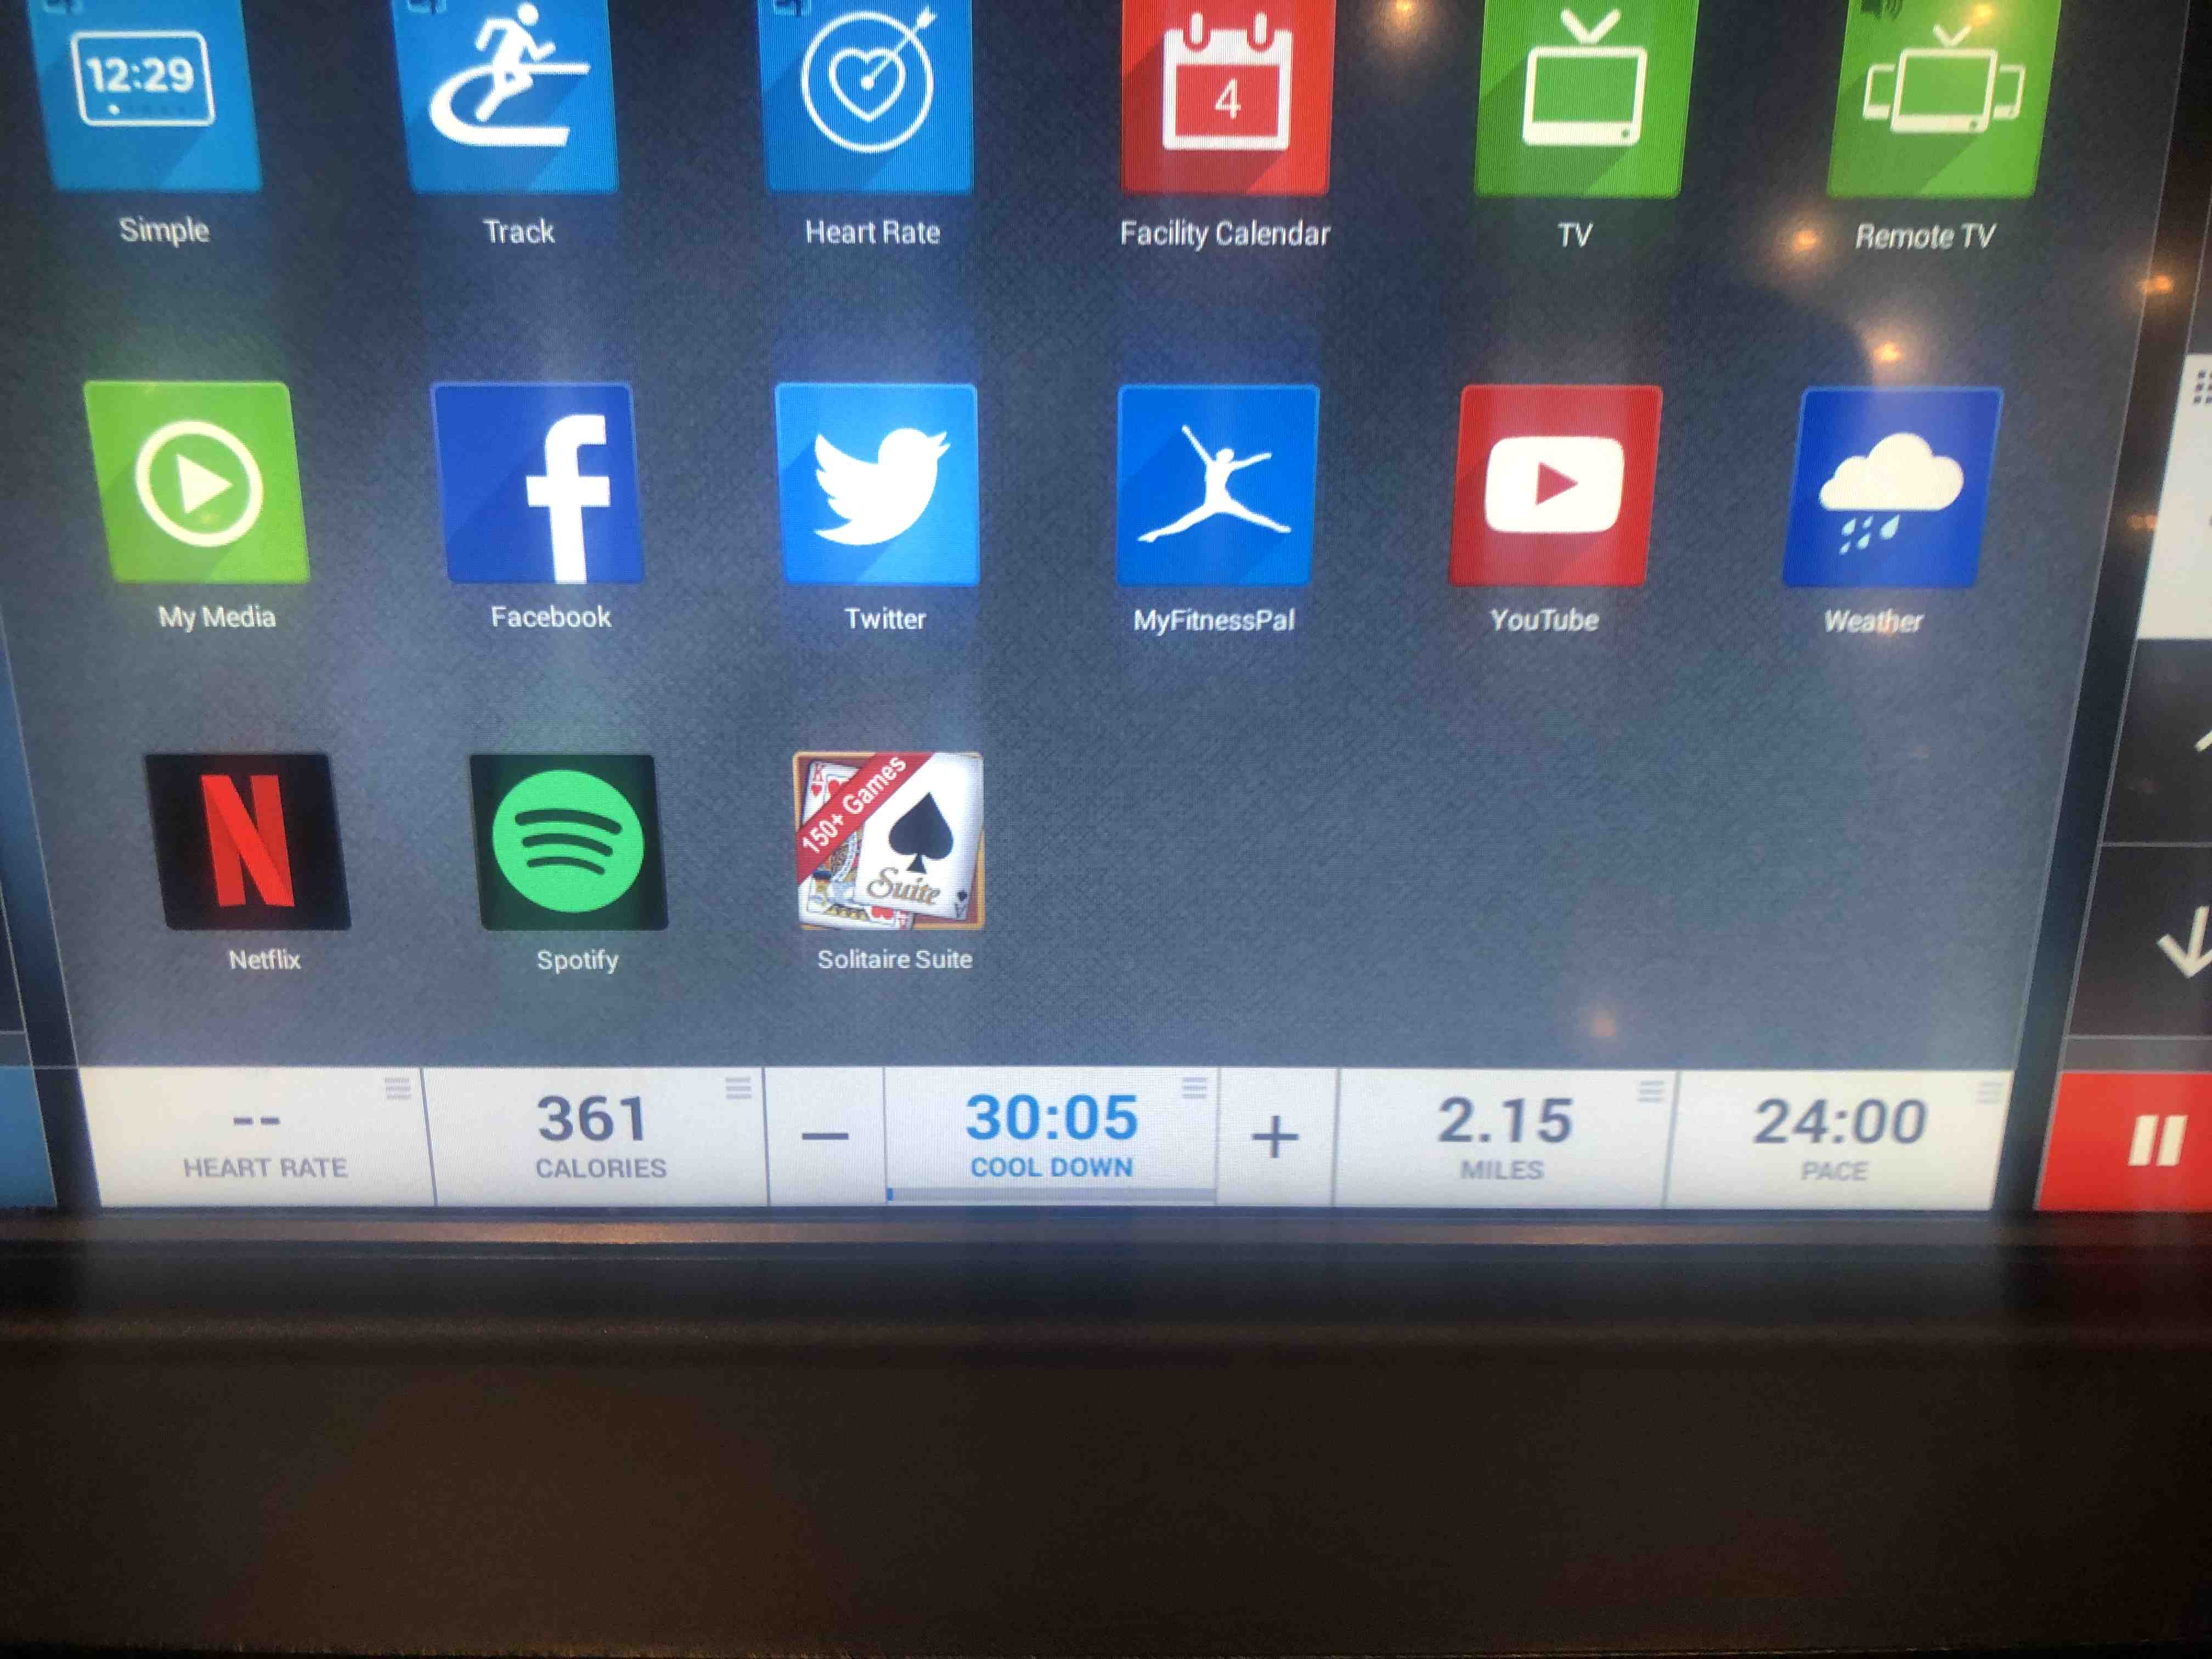 12:29
4
Simple
Track
Heart Rate
Facility Calendar
TV
Remote TV
f
My Media
Facebook
Twitter
MyFitnessPal
YouTube
Weather
N
150+ Games
Suite
A
Netflix
Spotify
Solitaire Suite
--
361
30:05
2.15
24:00
HEART RATE
CALORIES
−
COOL DOWN
+
MILES
PACE